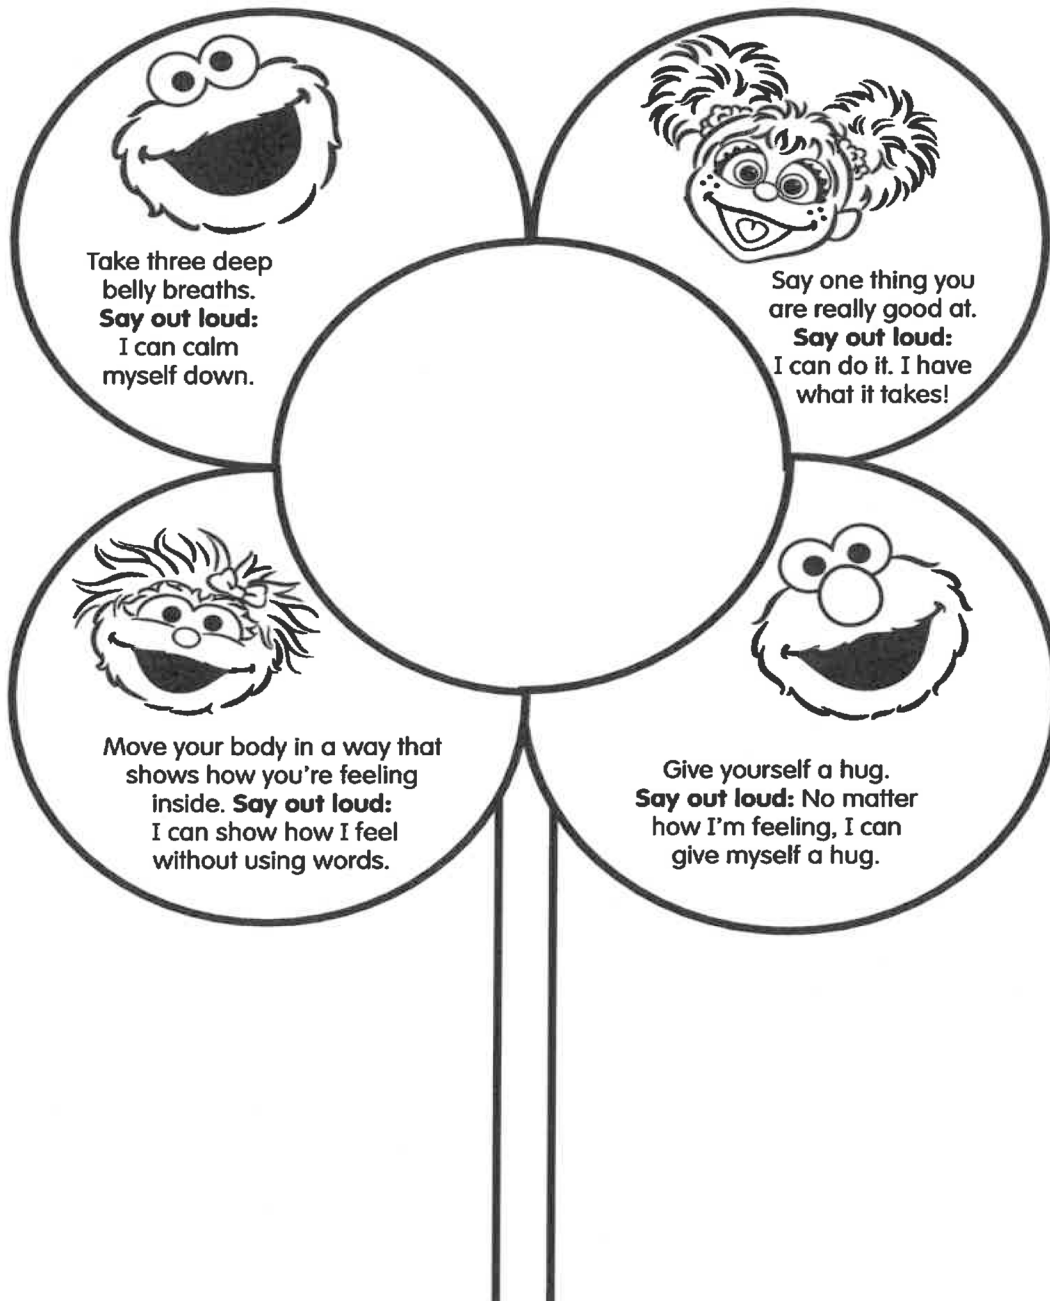 Take three deep
belly breaths.
Say out loud:
I can calm
myself down.
Say one thing you
are really good at.
Say out loud:
I can do it. I have
what it takes!
Move your body in a way that
shows how you're feeling
inside. Say out loud:
I can show how I feel
without using words.
Give yourself a hug.
Say out loud: No matter
how I'm feeling, I can
give myself a hug.